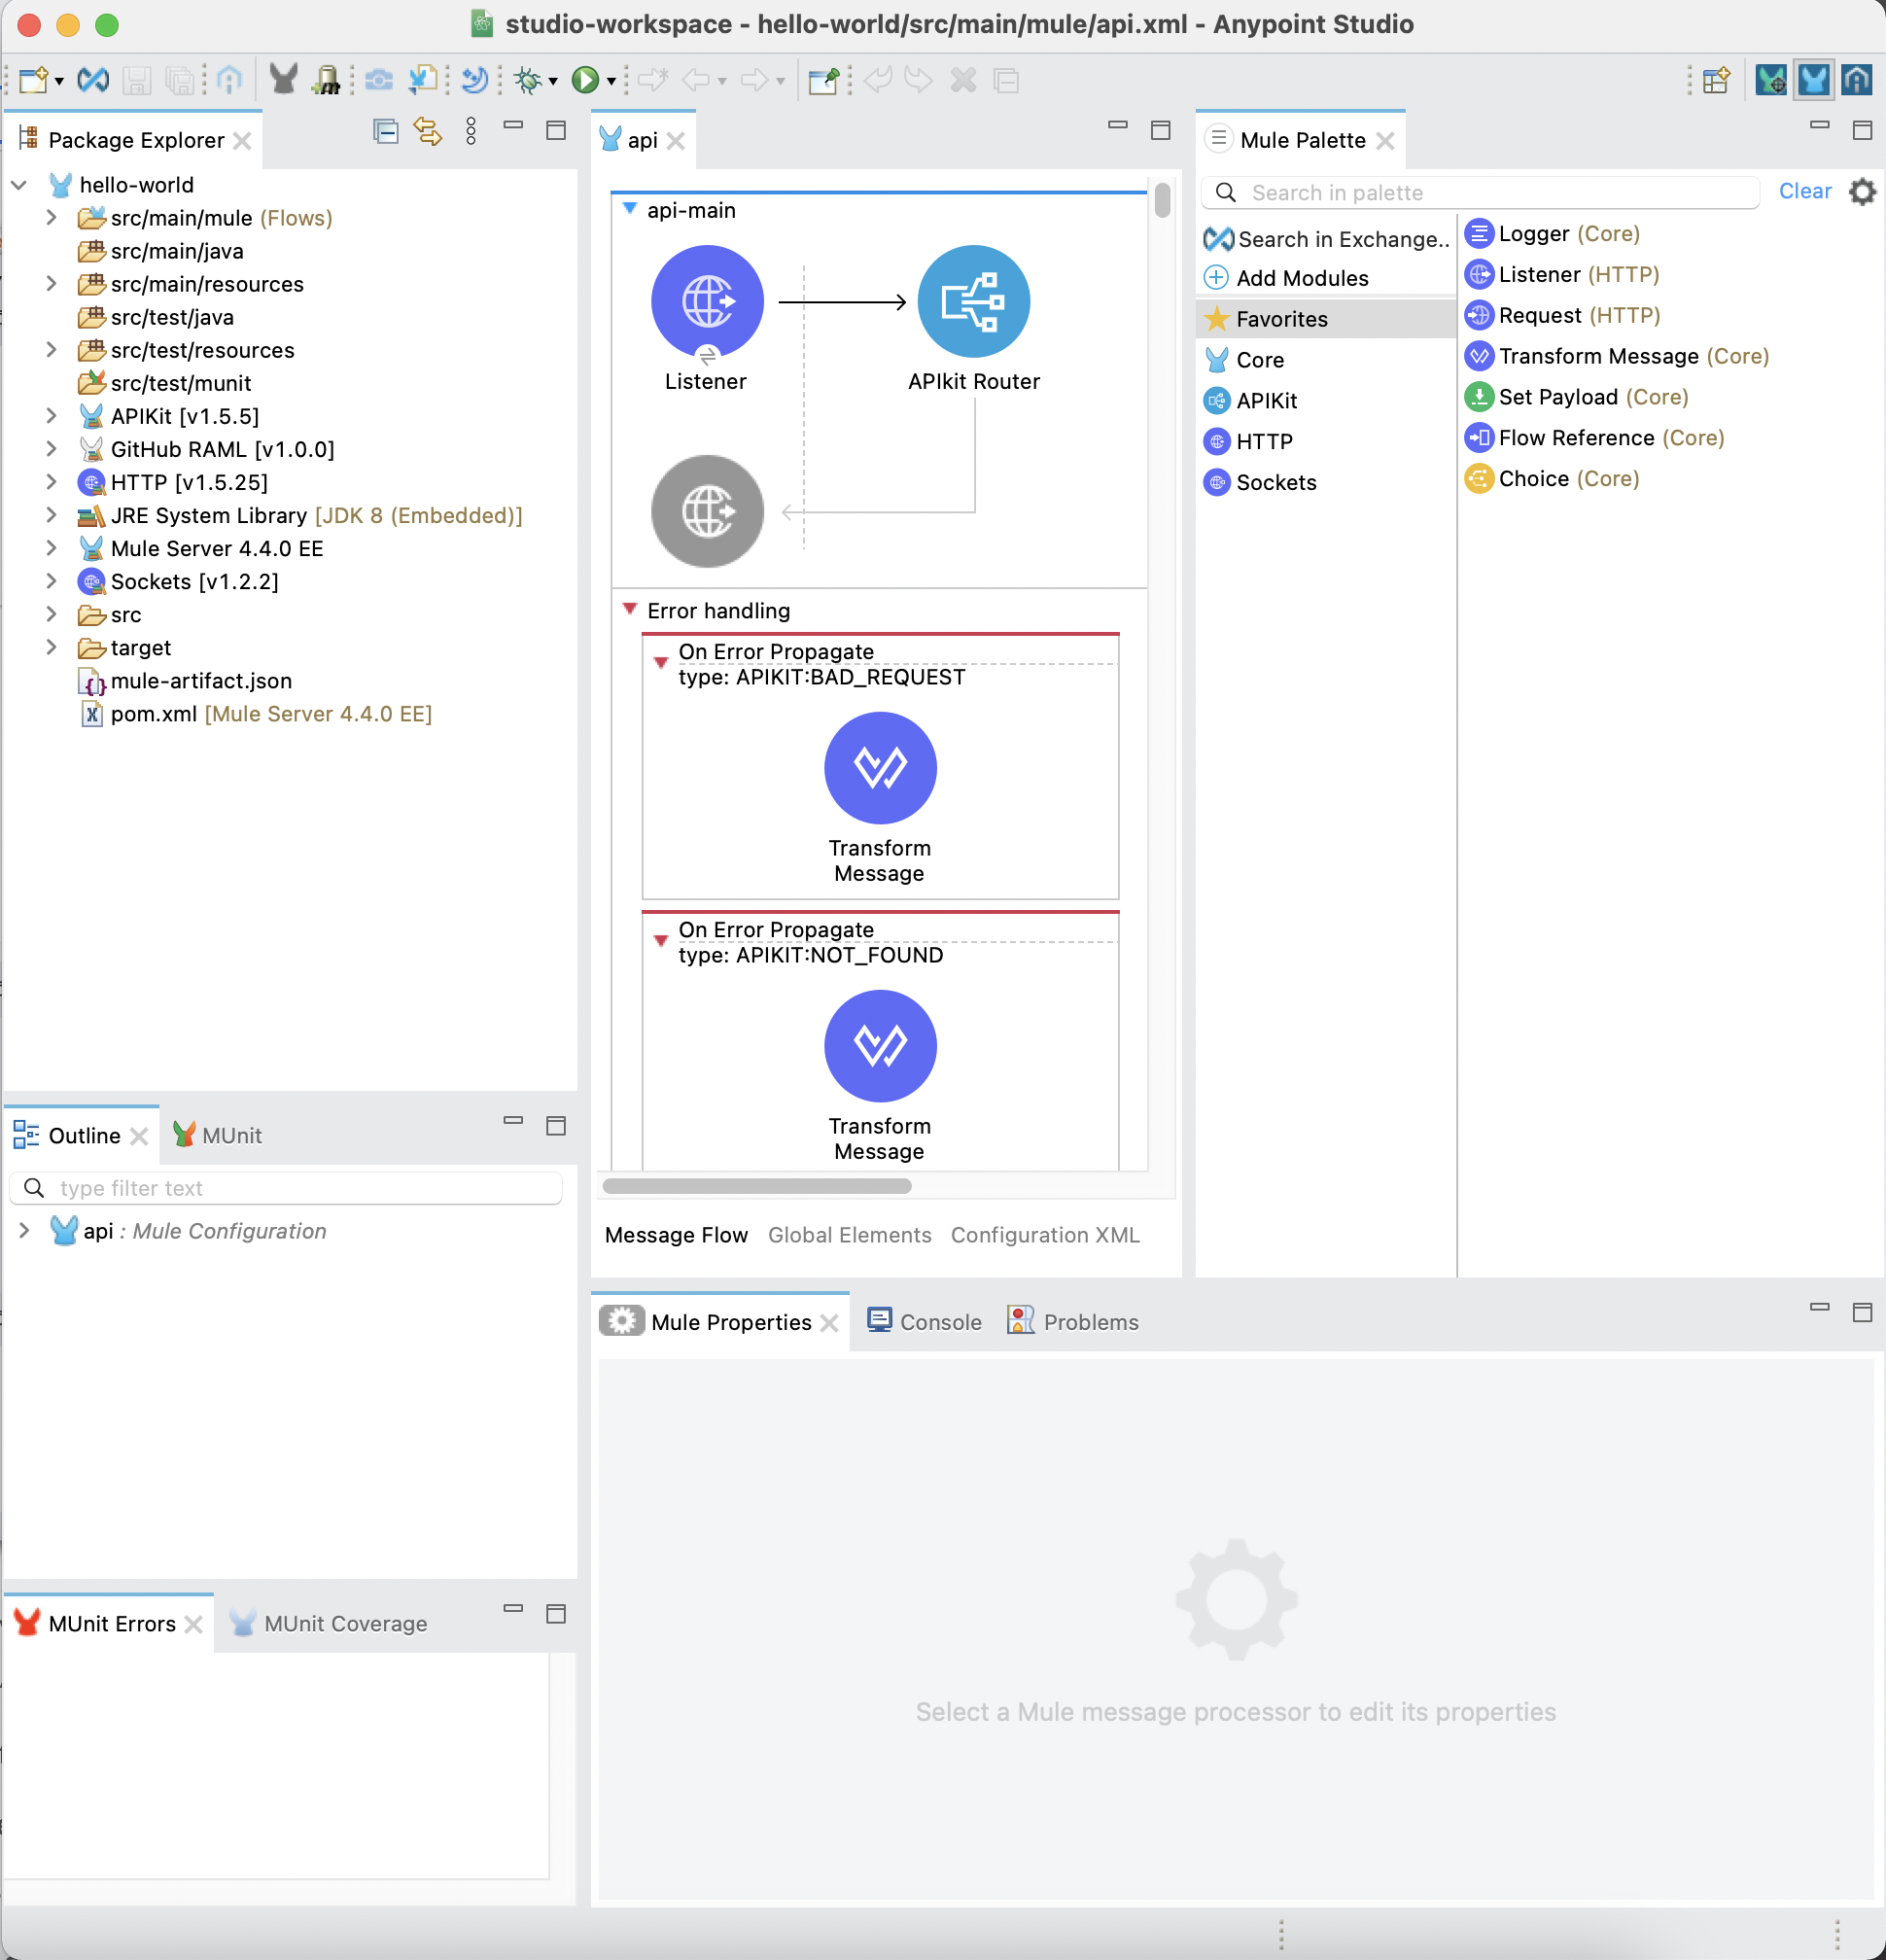 studio-workspace - hello-world/src/main/mule/api.xml - Anypoint Studio
Package Explorer
hello-world
src/main/mule (Flows)
src/main/java
src/main/resources
src/test/java
src/test/resources
src/test/munit
APIKit [v1.5.5]
GitHub RAML [v1.0.0]
HTTP [v1.5.25]
JRE System Library [JDK 8 (Embedded)]
Mule Server 4.4.0 EE
Sockets [v1.2.2]
src
target
mule-artifact.json
pom.xml [Mule Server 4.4.0 EE]
Outline
MUnit
type filter text
api : Mule Configuration
MUnit Errors
MUnit Coverage
api
api-main
Listener
APIkit Router
Error handling
On Error Propagate
type: APIKIT:BAD_REQUEST
Transform
Message
On Error Propagate
type: APIKIT:NOT_FOUND
Transform
Message
Message Flow
Global Elements
Configuration XML
Mule Palette
Search in palette
Clear
Search in Exchange..
Add Modules
Favorites
Core
APIKit
HTTP
Sockets
Logger (Core)
Listener (HTTP)
Request (HTTP)
Transform Message (Core)
Set Payload (Core)
Flow Reference (Core)
Choice (Core)
Mule Properties
Console
Problems
Select a Mule message processor to edit its properties